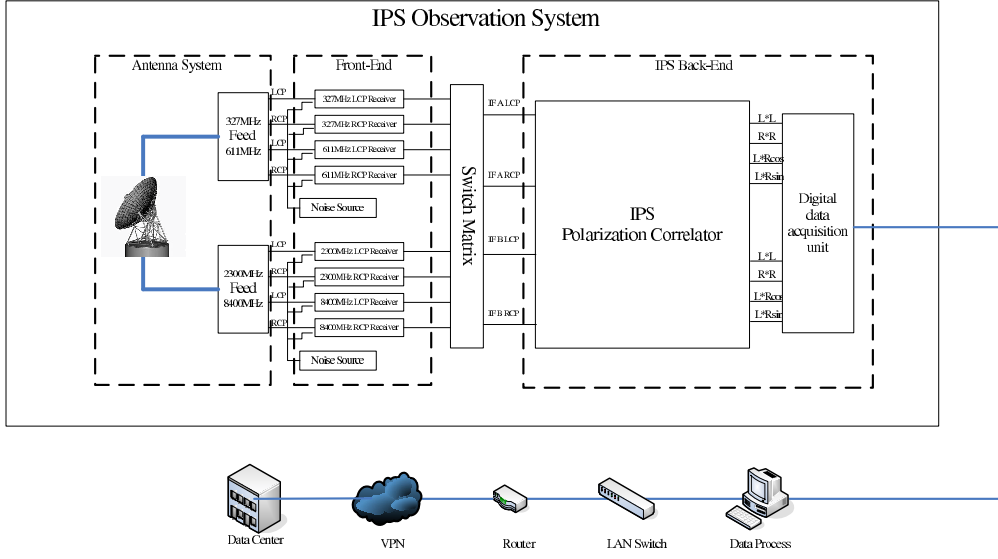 IPS Observation System
Antenna System
Front-End
IPS Back-End
LCP
327MHz LCP Receiver
IF A LCP
L*L
327MHz
Feed
611MHz
RCP
327MHz RCP Receiver
R*R
LCP
611MHz LCP Receiver
L*Rcos
RCP
611MHz RCP Receiver
IF A RCP
L*Rsin
Noise Source
Switch Matrix
IPS
Polarization Correlator
Digital
data
acquisition
unit
LCP
2300MHz LCP Receiver
IF B LCP
L*L
2300MHz
Feed
8400MHz
RCP
2300MHz RCP Receiver
R*R
LCP
8400MHz LCP Receiver
L*Rcos
RCP
8400MHz RCP Receiver
IF B RCP
L*Rsin
Noise Source
Data Center
VPN
Router
LAN Switch
Data Process